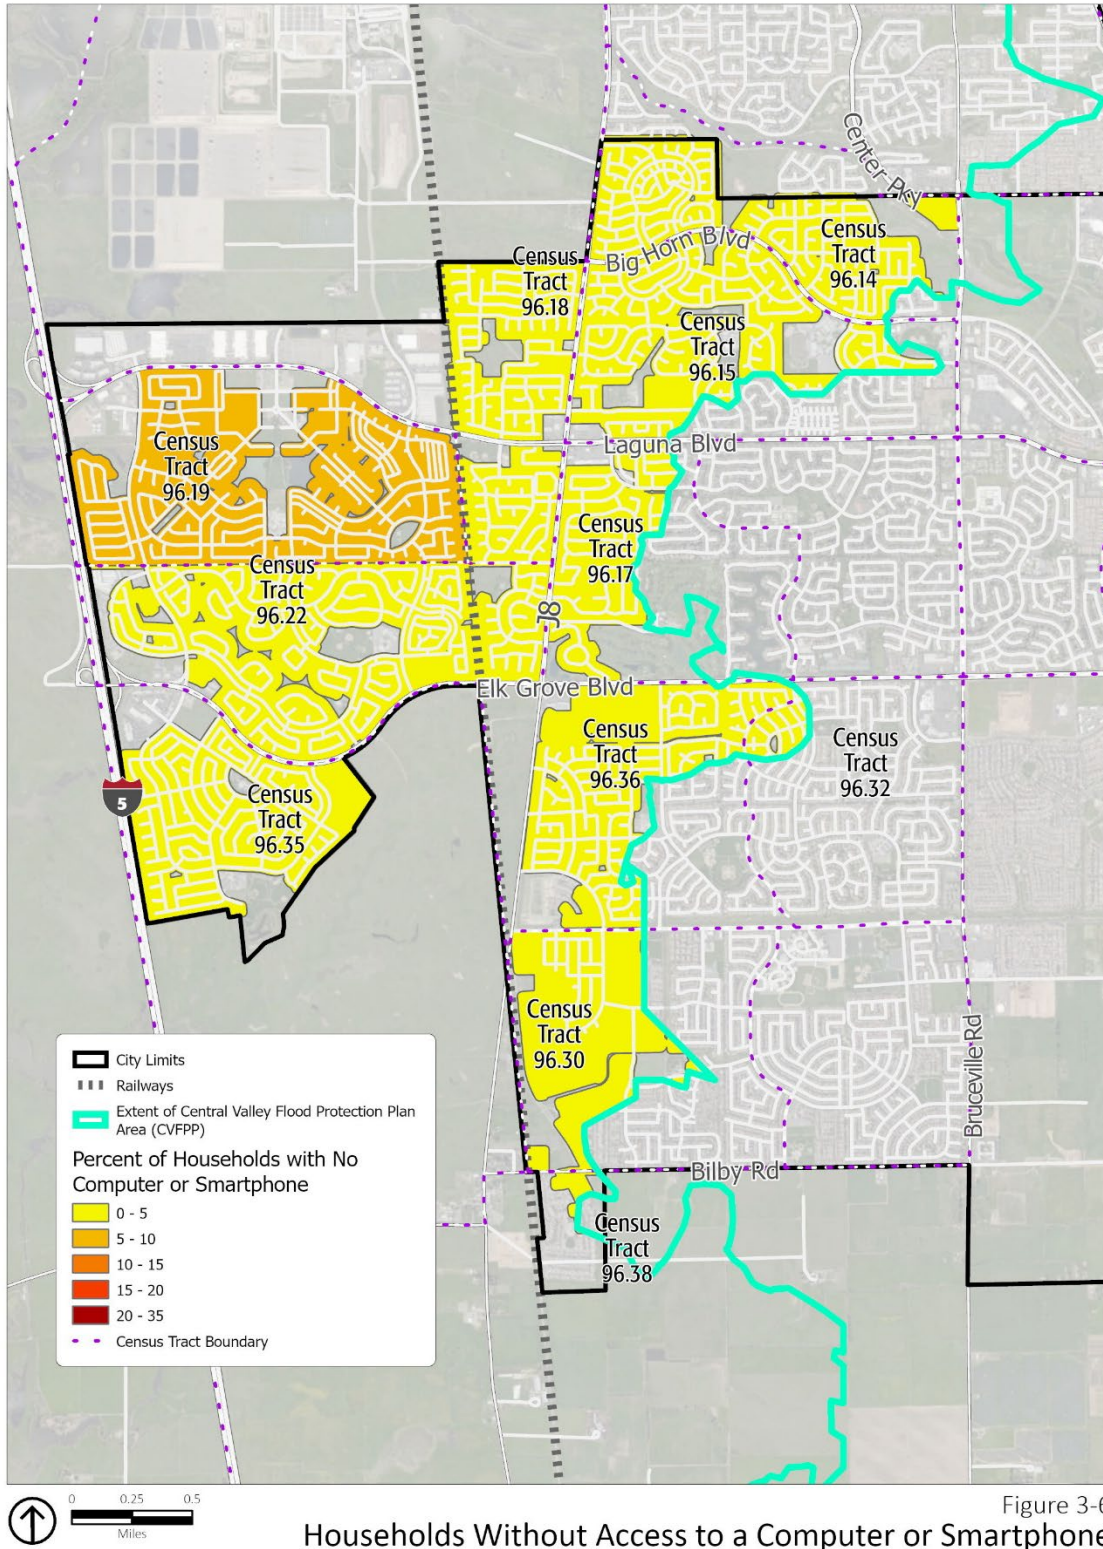 Center Pky
Big Horn Blvd
Census
Tract
96.14
Census
Tract
96.18
Census
Tract
96.15
Laguna Blvd
Census
Tract
96.19
Census
Tract
96.17
Census
Tract
96.22
J8
Elk Grove Blvd
Census
Tract
96.36
Census
Tract
96.32
5
Census
Tract
96.35
Census
Tract
96.30
Bruceville Rd
Bilby Rd
Census
Tract
96.38
City Limits
Railways
Extent of Central Valley Flood Protection Plan
Area (CVFPP)
Percent of Households with No
Computer or Smartphone
0 - 5
5 - 10
10 - 15
15 - 20
20 - 35
Census Tract Boundary
0 0.25 0.5
Miles
Figure 3-6
Households Without Access to a Computer or Smartphone